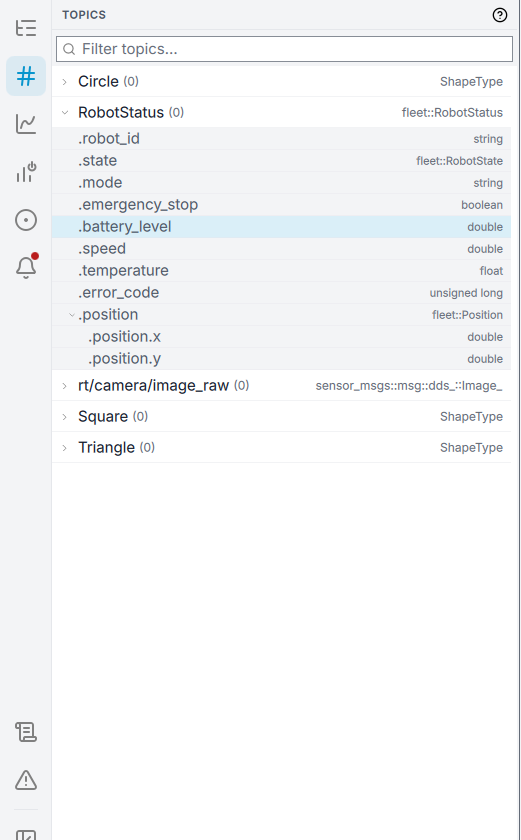 TOPICS
Filter topics...
Circle (0) ShapeType
RobotStatus (0) fleet::RobotStatus
.robot_id string
.state fleet::RobotState
.mode string
.emergency_stop boolean
.battery_level double
.speed double
.temperature float
.error_code unsigned long
.position fleet::Position
.position.x double
.position.y double
rt/camera/image_raw (0) sensor_msgs::msg::dds_::Image_
Square (0) ShapeType
Triangle (0) ShapeType